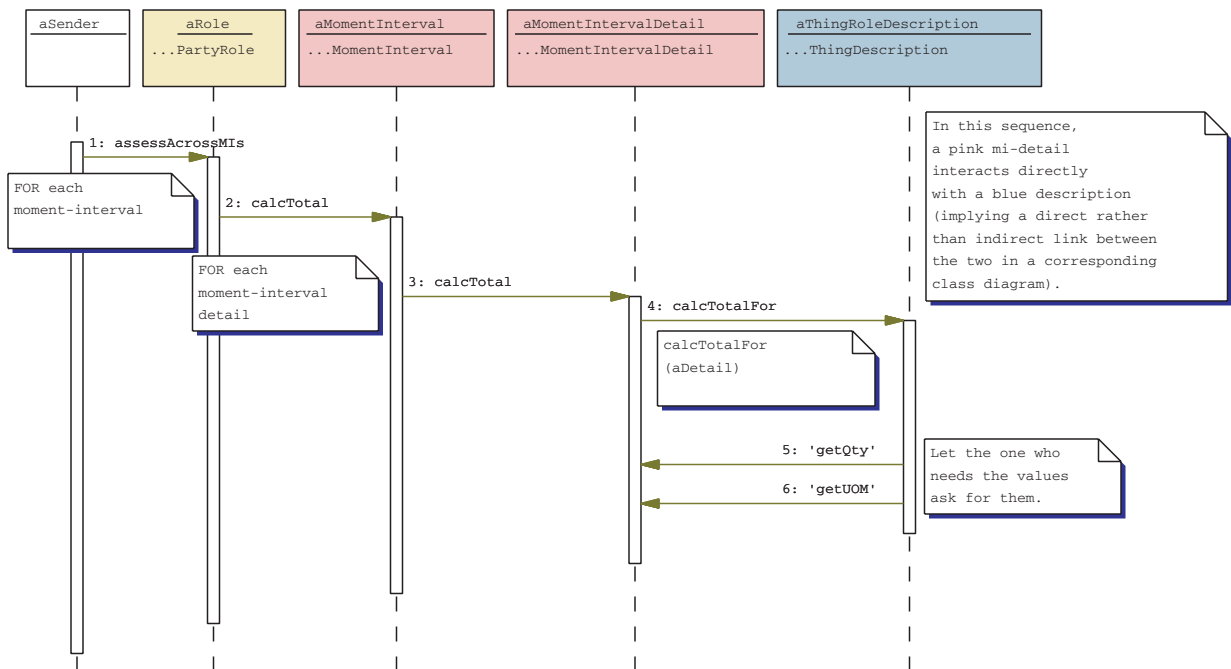 aSender
aRole
...PartyRole
aMomentInterval
...MomentInterval
aMomentIntervalDetail
...MomentIntervalDetail
aThingRoleDescription
...ThingDescription
1: assessAcrossMIs
FOR each
moment-interval
2: calcTotal
FOR each
moment-interval
detail
3: calcTotal
4: calcTotalFor
calcTotalFor
(aDetail)
In this sequence,
a pink mi-detail
interacts directly
with a blue description
(implying a direct rather
than indirect link between
the two in a corresponding
class diagram).
5: 'getQty'
6: 'getUOM'
Let the one who
needs the values
ask for them.